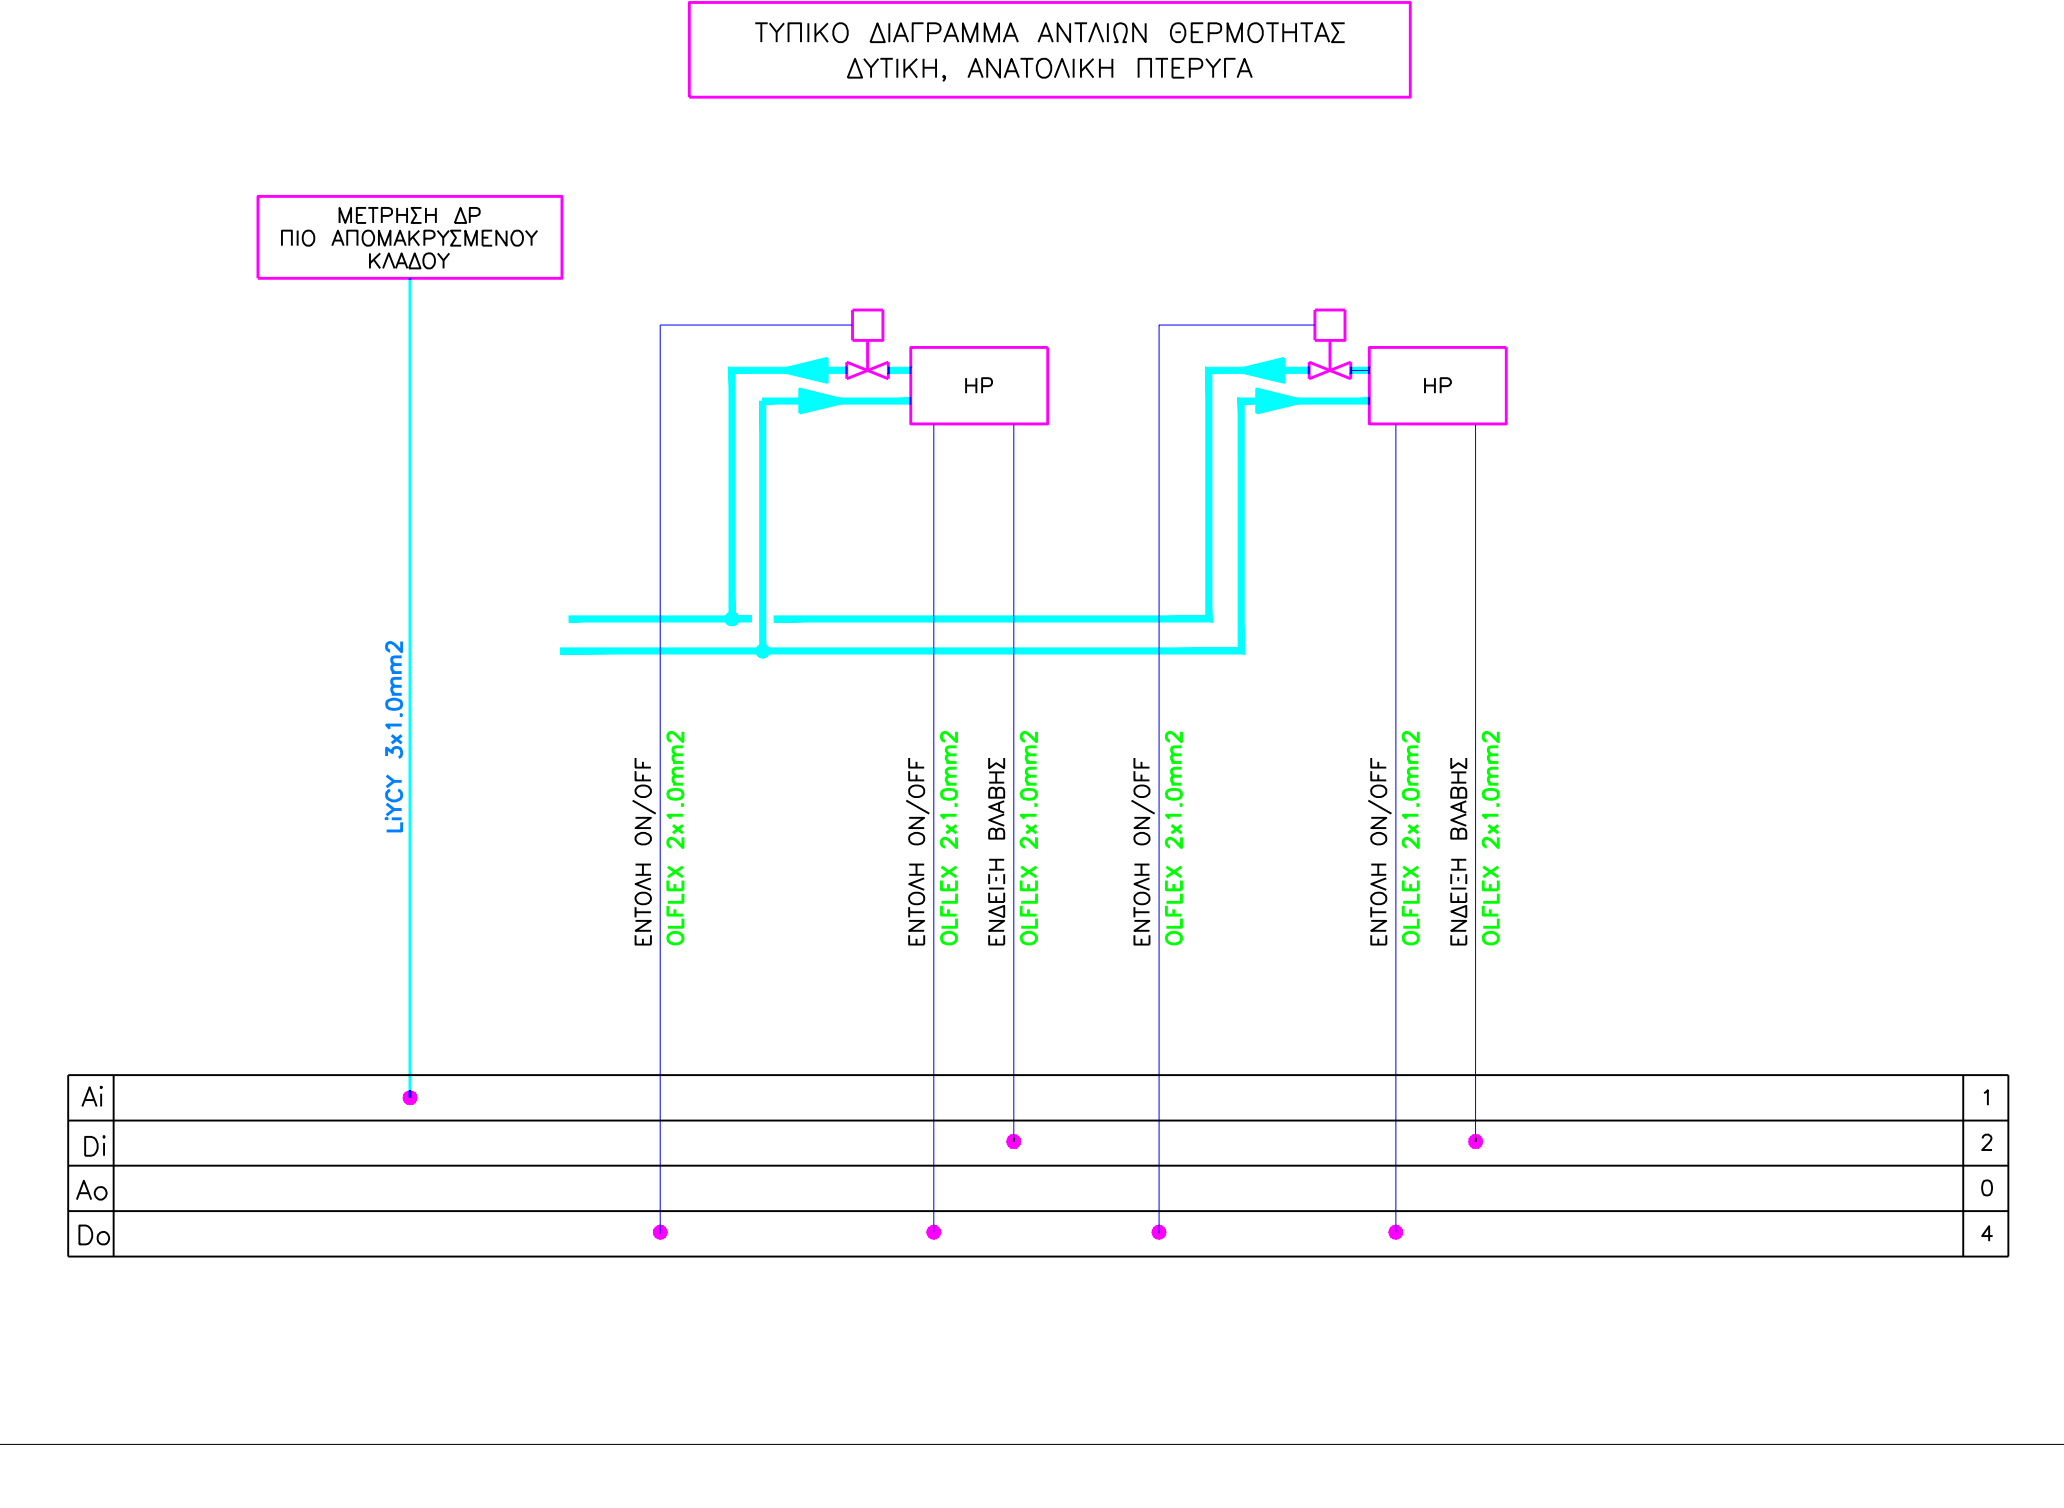 ΤΥΠΙΚΟ ΔΙΑΓΡΑΜΜΑ ΑΝΤΛΙΩΝ ΘΕΡΜΟΤΗΤΑΣ
ΔΥΤΙΚΗ, ΑΝΑΤΟΛΙΚΗ ΠΤΕΡΥΓΑ
ΜΕΤΡΗΣΗ ΔΡ
ΠΙΟ ΑΠΟΜΑΚΡΥΣΜΕΝΟΥ
ΚΛΑΔΟΥ
HP
HP
LiYCY 3x1.0mm2
ΕΝΤΟΛΗ ON/OFF
OLFLEX 2x1.0mm2
ΕΝΤΟΛΗ ON/OFF
OLFLEX 2x1.0mm2
ΕΝΔΕΙΞΗ ΒΛΑΒΗΣ
OLFLEX 2x1.0mm2
ΕΝΤΟΛΗ ON/OFF
OLFLEX 2x1.0mm2
ΕΝΤΟΛΗ ON/OFF
OLFLEX 2x1.0mm2
ΕΝΔΕΙΞΗ ΒΛΑΒΗΣ
OLFLEX 2x1.0mm2
Ai 1
Di 2
Ao 0
Do 4